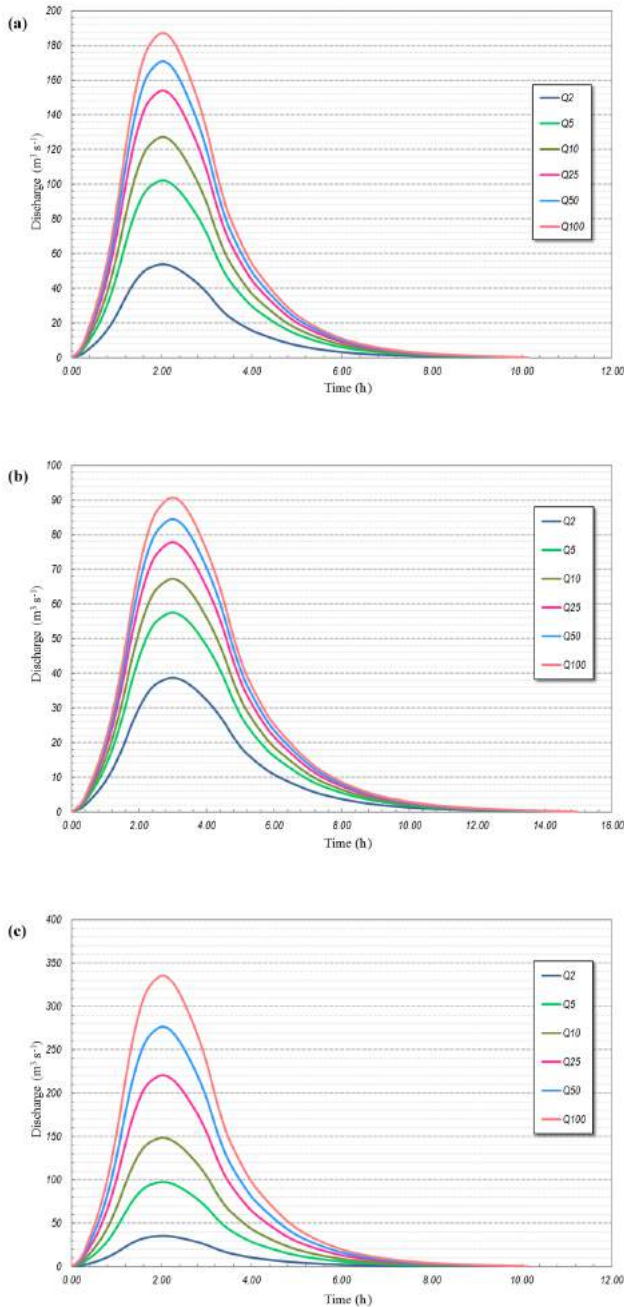 (a)
200
180
160
140
120
100
80
60
40
20
0
Discharge (m³ s⁻¹)
Q2
Q5
Q10
Q25
Q50
Q100
0.00 2.00 4.00 6.00 8.00 10.00 12.00
Time (h)
(b)
100
90
80
70
60
50
40
30
20
10
0
Discharge (m³ s⁻¹)
Q2
Q5
Q10
Q25
Q50
Q100
0.00 2.00 4.00 6.00 8.00 10.00 12.00 14.00 16.00
Time (h)
(c)
400
350
300
250
200
150
100
50
0
Discharge (m³ s⁻¹)
Q2
Q5
Q10
Q25
Q50
Q100
0.00 2.00 4.00 6.00 8.00 10.00 12.00
Time (h)